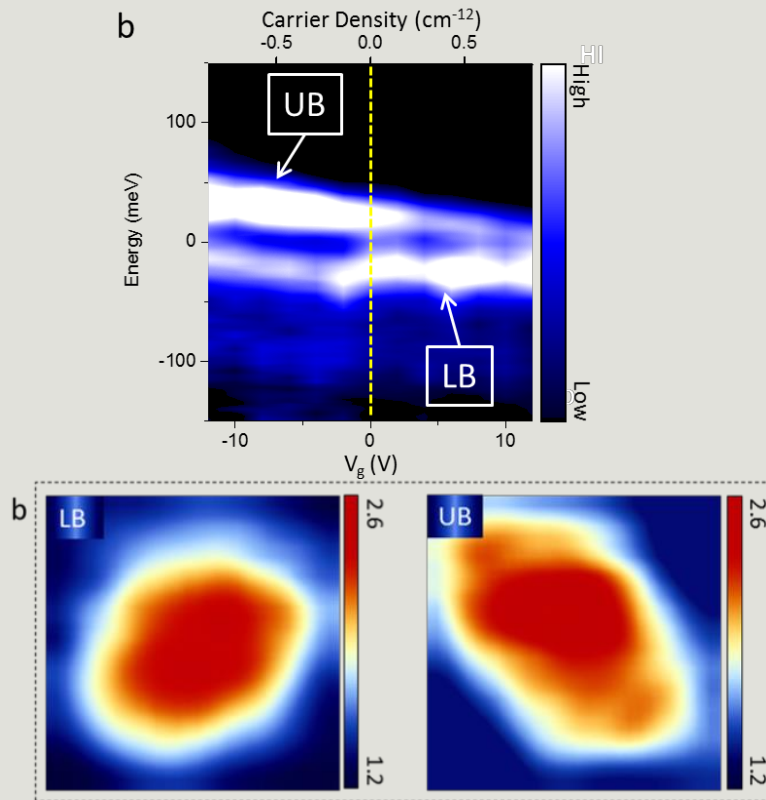 b
Carrier Density (cm-12)
-0.5 0.0 0.5
HI
High
UB
100
0
-100
Energy (meV)
LB
Low
-10 0 10
Vg (V)
b
LB
2.6
1.2
UB
2.6
1.2